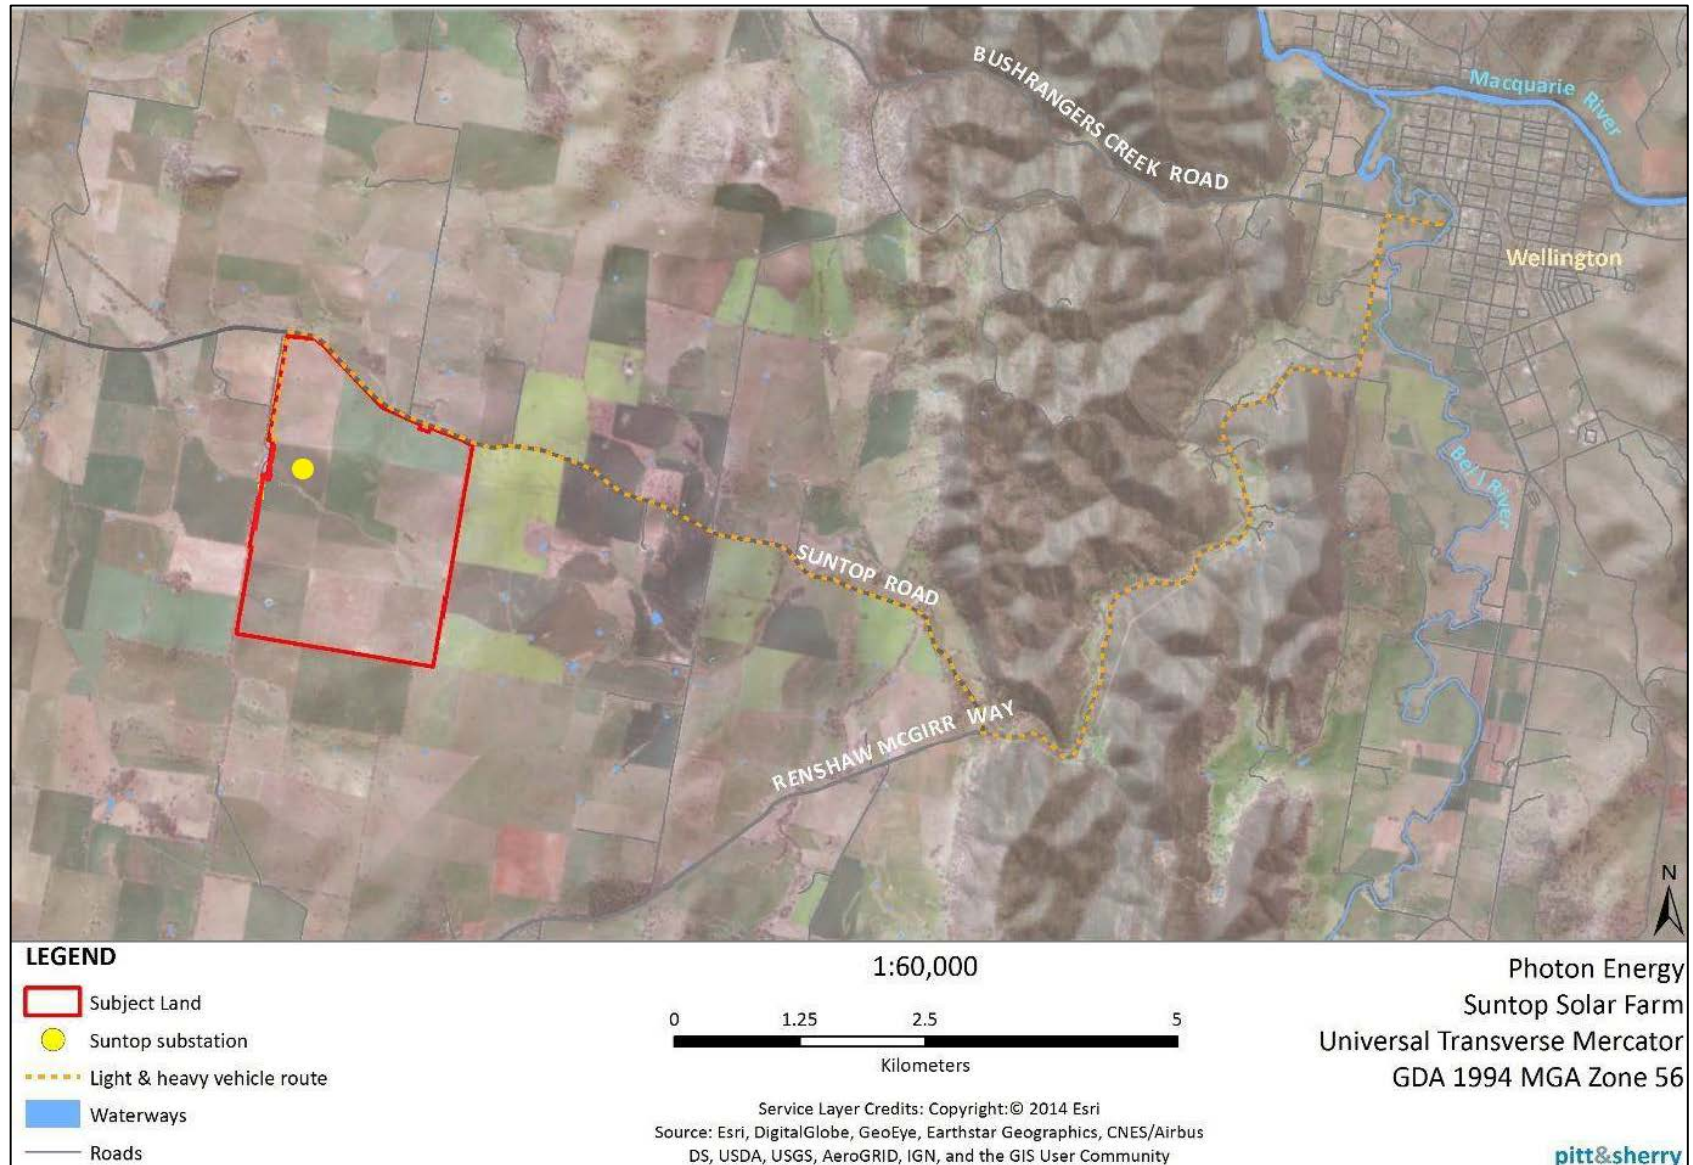 BUSHRANGERS CREEK ROAD
Macquarie River
Wellington
Bell River
SUNTOP ROAD
RENSHAW MCGIRR WAY
N
LEGEND
Subject Land
Suntop substation
Light & heavy vehicle route
Waterways
Roads
1:60,000
0 1.25 2.5 5
Kilometers
Service Layer Credits: Copyright:© 2014 Esri
Source: Esri, DigitalGlobe, GeoEye, Earthstar Geographics, CNES/Airbus
DS, USDA, USGS, AeroGRID, IGN, and the GIS User Community
Photon Energy
Suntop Solar Farm
Universal Transverse Mercator
GDA 1994 MGA Zone 56
pitt&sherry